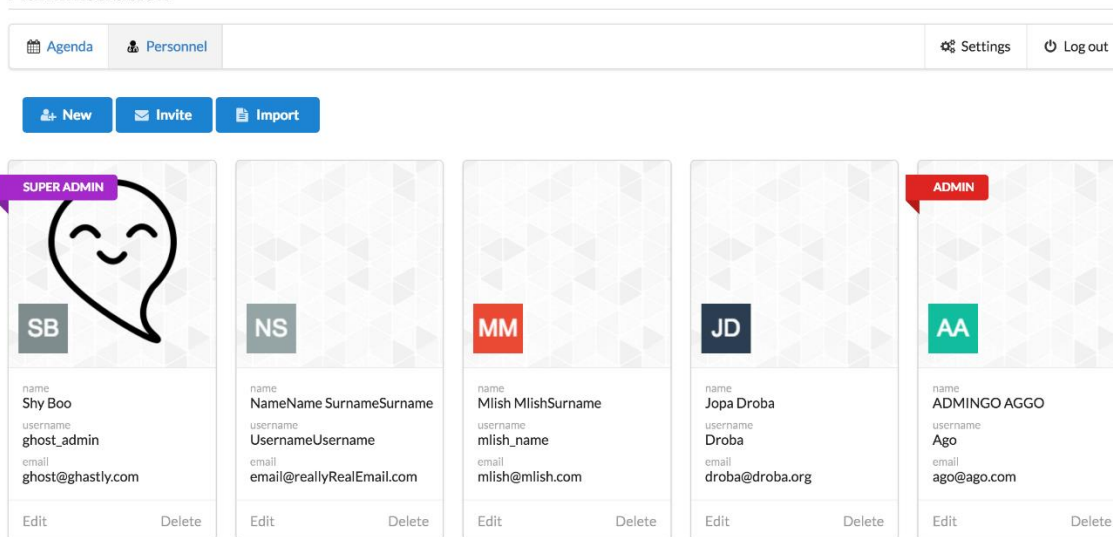 Agenda Personnel Settings Log out
New Invite Import
SUPER ADMIN ADMIN
SB NS MM JD AA
name name name name name
Shy Boo NameName SurnameSurname Mlish MlishSurname Jopa Droba ADMINGO AGGO
username username username username username
ghost_admin UsernameUsername mlish_name Droba Ago
email email email email email
ghost@ghastly.com email@reallyRealEmail.com mlish@mlish.com droba@droba.org ago@ago.com
Edit Delete Edit Delete Edit Delete Edit Delete Edit Delete